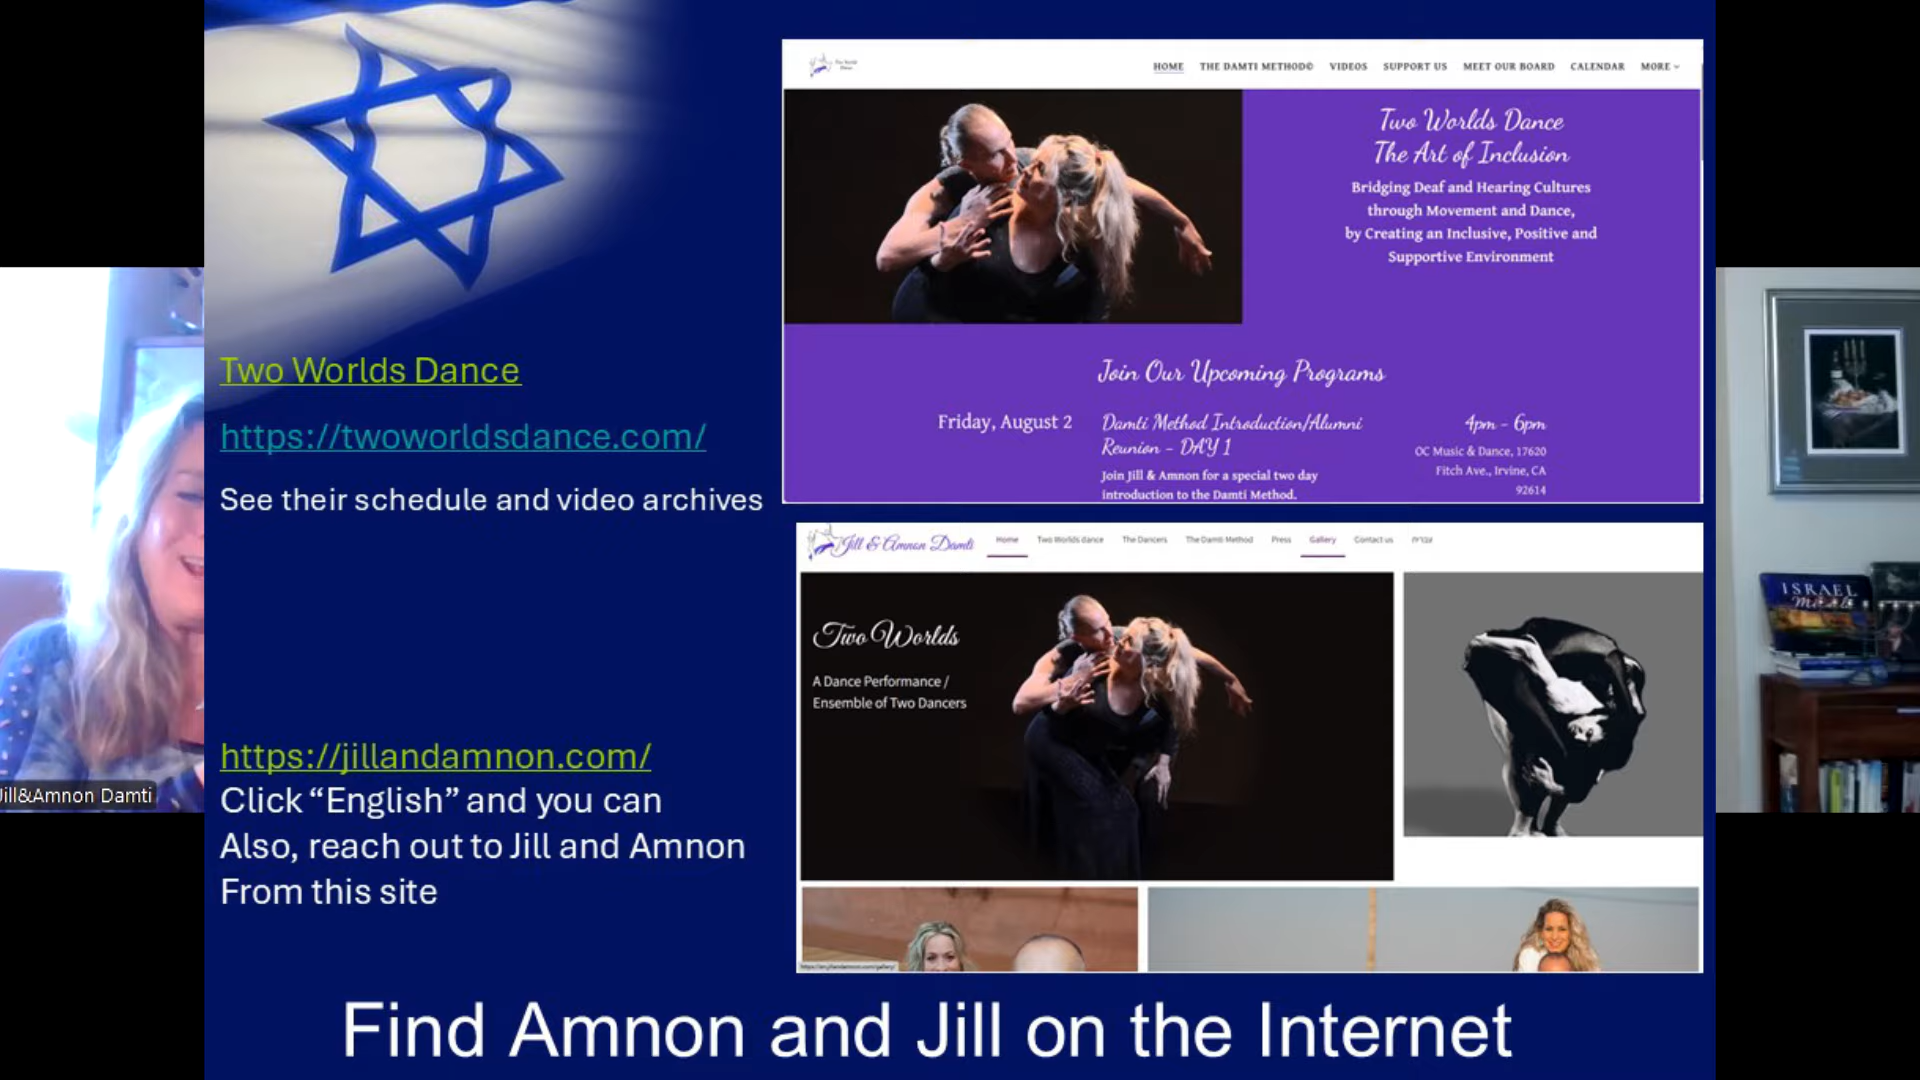 Two Worlds Dance
https://twoworldsdance.com/
See their schedule and video archives
https://jillandamnon.com/
Click “English” and you can
Also, reach out to Jill and Amnon
From this site
HOME THE DAMTI METHOD© VIDEOS SUPPORT US MEET OUR BOARD CALENDAR MORE
Two Worlds Dance
The Art of Inclusion
Bridging Deaf and Hearing Cultures
through Movement and Dance,
by Creating an Inclusive, Positive and
Supportive Environment
Join Our Upcoming Programs
Friday, August 2
Damti Method Introduction/Alumni
Reunion - DAY 1
Join Jill & Amnon for a special two day
introduction to the Damti Method.
4pm - 6pm
OC Music & Dance, 17620
Fitch Ave., Irvine, CA
92614
Jill & Amnon Damti
Home Two Worlds dance The Dancers The Damti Method Press Gallery Contact us עברית
Two Worlds
A Dance Performance /
Ensemble of Two Dancers
Find Amnon and Jill on the Internet
Jill&Amnon Damti
ISRAEL